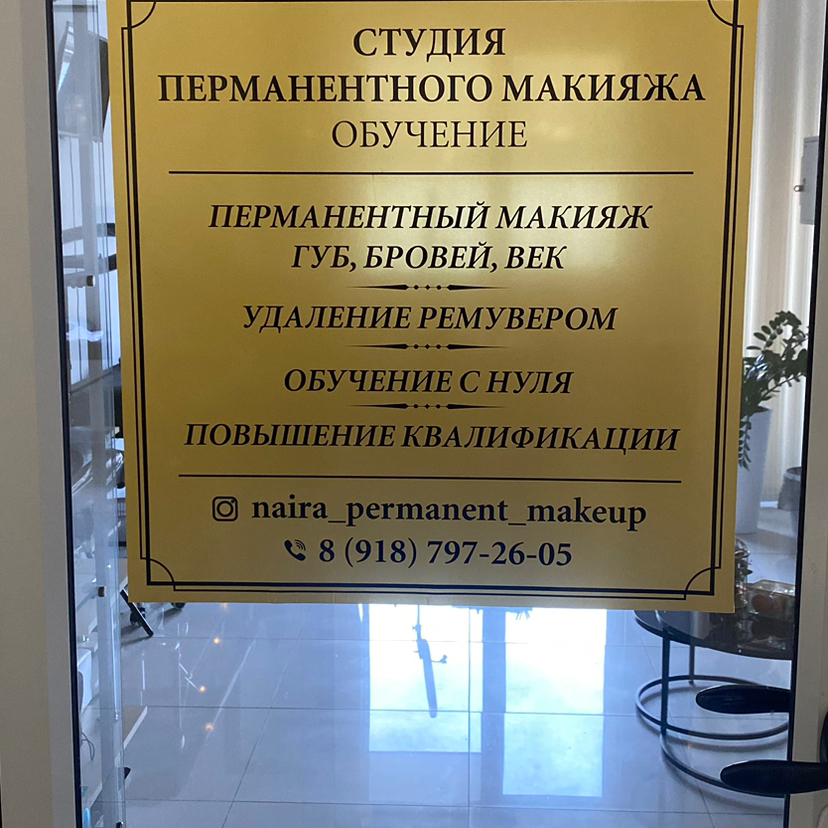 СТУДИЯ
ПЕРМАНЕНТНОГО МАКИЯЖА
ОБУЧЕНИЕ
ПЕРМАНЕНТНЫЙ МАКИЯЖ
ГУБ, БРОВЕЙ, ВЕК
УДАЛЕНИЕ РЕМУВЕРОМ
ОБУЧЕНИЕ С НУЛЯ
ПОВЫШЕНИЕ КВАЛИФИКАЦИИ
naira_permanent_makeup
8 (918) 797-26-05